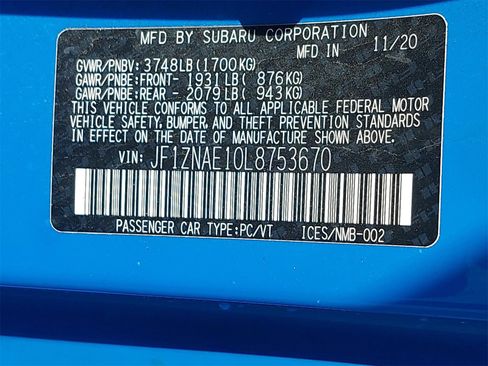 MFD BY SUBARU CORPORATION
MFD IN 11/20
GVWR/PNBV: 3748LB(1700KG)
GAWR/PNBE:FRONT- 1931LB( 876KG)
GAWR/PNBE:REAR - 2079LB( 943KG)
THIS VEHICLE CONFORMS TO ALL APPLICABLE FEDERAL MOTOR
VEHICLE SAFETY, BUMPER, AND THEFT PREVENTION STANDARDS
IN EFFECT ON THE DATE OF MANUFACTURE SHOWN ABOVE.
VIN: JF1ZNAE10L8753670
PASSENGER CAR TYPE:PC/VT ICES/NMB-002